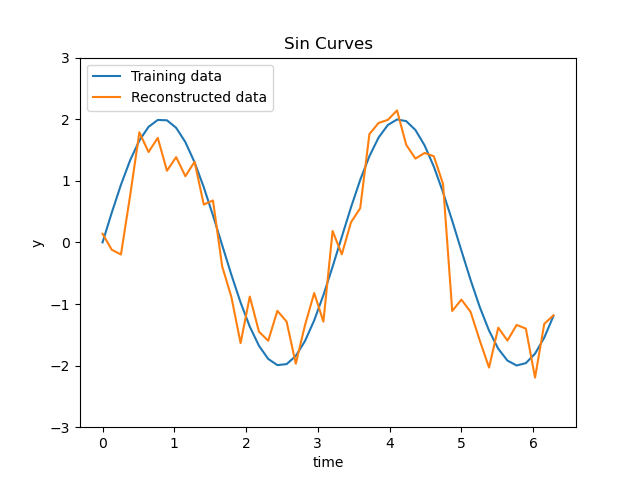 Sin Curves
Training data
Reconstructed data
3
2
1
0
−1
−2
−3
y
0
1
2
3
4
5
6
time